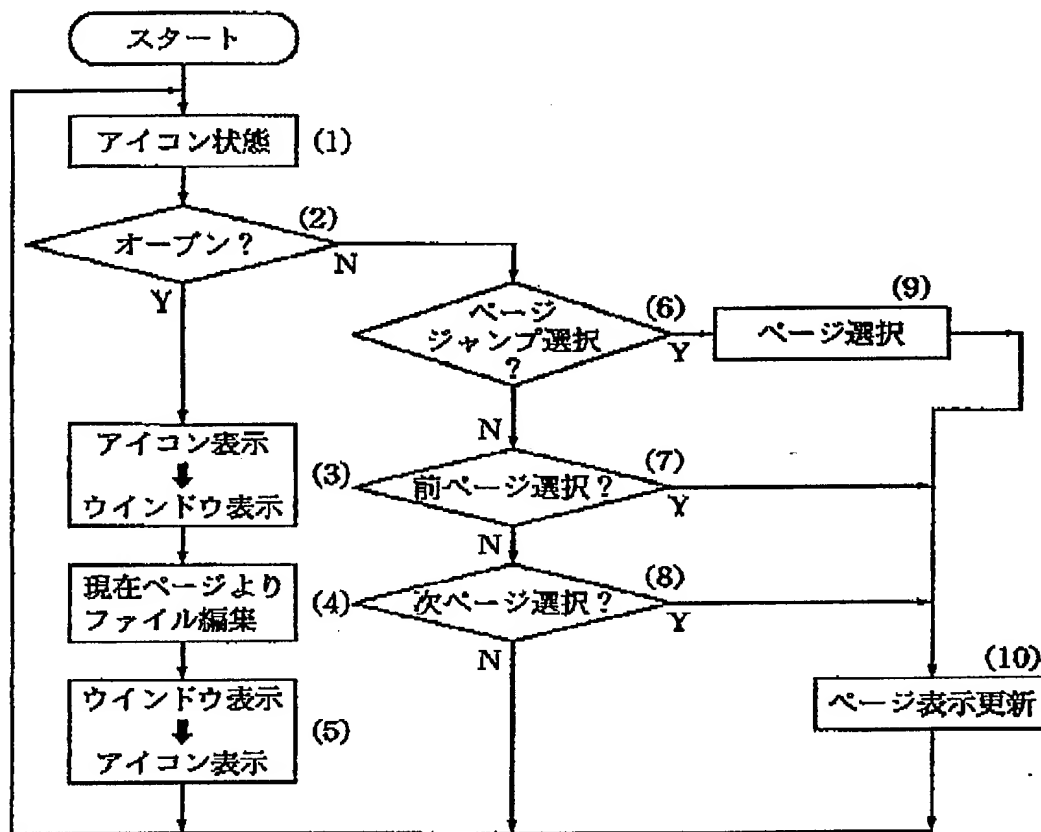 スタート
アイコン状態
(1)
(2)
オープン？
N
Y
ページ
ジャンプ選択
？
(6)
Y
N
(9)
ページ選択
アイコン表示
ウインドウ表示
(3)
前ページ選択？
(7)
Y
N
現在ページより
ファイル編集
(4)
次ページ選択？
(8)
Y
N
ウインドウ表示
アイコン表示
(5)
(10)
ページ表示更新